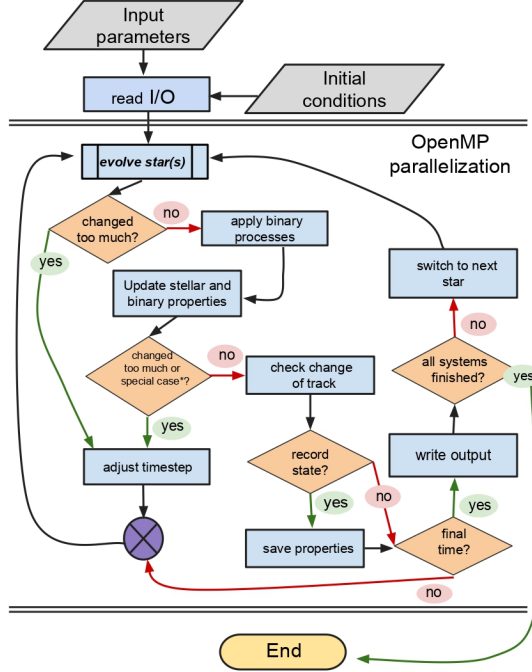 Input
parameters
read I/O
Initial
conditions
OpenMP
parallelization
evolve star(s)
changed
too much?
no
yes
apply binary
processes
Update stellar and
binary properties
switch to next
star
no
changed
too much or
special case*?
no
yes
check change
of track
all systems
finished?
yes
adjust timestep
record
state?
yes
no
write output
yes
save properties
final
time?
no
End